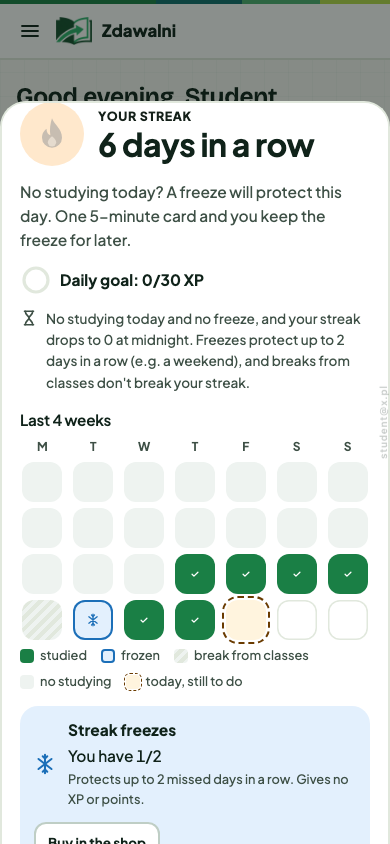 Zdawalni
Good evening, Student
YOUR STREAK
6 days in a row
No studying today? A freeze will protect this
day. One 5–minute card and you keep the
freeze for later.
Daily goal: 0/30 XP
No studying today and no freeze, and your streak
drops to 0 at midnight. Freezes protect up to 2
days in a row (e.g. a weekend), and breaks from
classes don't break your streak.
student@x.pl
Last 4 weeks
M T W T F S S
studied frozen break from classes
no studying today, still to do
Streak freezes
You have 1/2
Protects up to 2 missed days in a row. Gives no
XP or points.
Buy in the shop